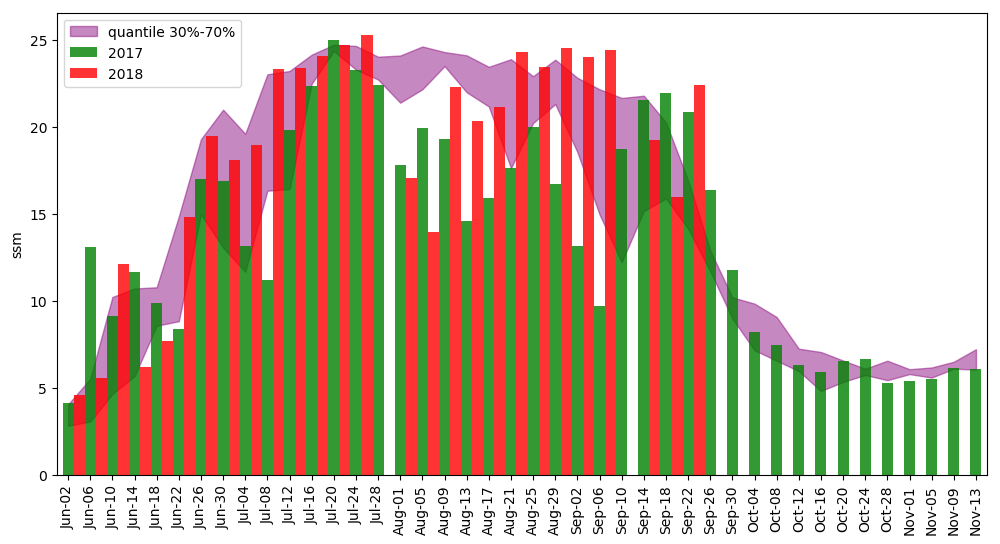 quantile 30%-70%
2017
2018
ssm
25
20
15
10
5
0
Jun-02
Jun-06
Jun-10
Jun-14
Jun-18
Jun-22
Jun-26
Jun-30
Jul-04
Jul-08
Jul-12
Jul-16
Jul-20
Jul-24
Jul-28
Aug-01
Aug-05
Aug-09
Aug-13
Aug-17
Aug-21
Aug-25
Aug-29
Sep-02
Sep-06
Sep-10
Sep-14
Sep-18
Sep-22
Sep-26
Sep-30
Oct-04
Oct-08
Oct-12
Oct-16
Oct-20
Oct-24
Oct-28
Nov-01
Nov-05
Nov-09
Nov-13